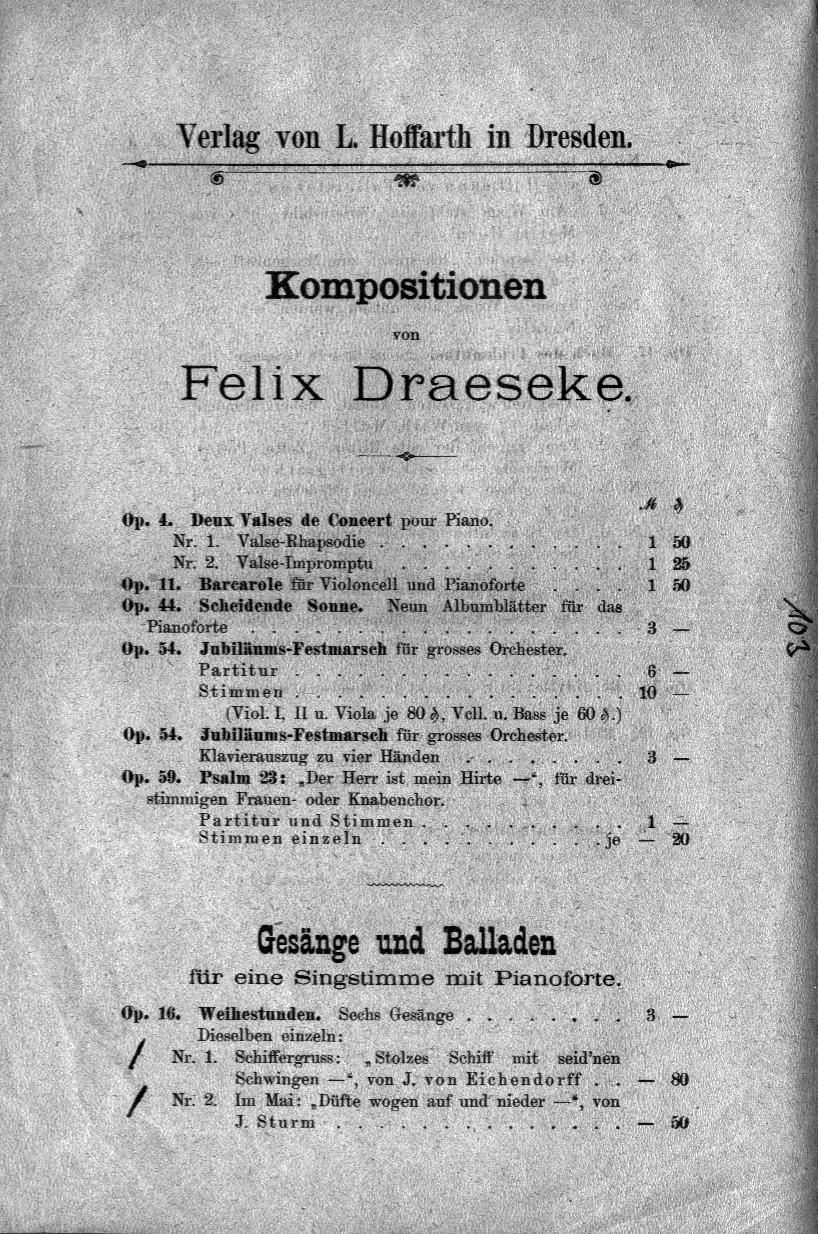 Verlag von L. Hoffarth in Dresden.
Kompositionen
von
Felix Draeseke.
ℳ ₰
Op. 4. Deux Valses de Concert pour Piano.
Nr. 1. Valse-Rhapsodie . . . . . . . . . . . . 1 50
Nr. 2. Valse-Impromptu . . . . . . . . . . . 1 25
Op. 11. Barcarole für Violoncell und Pianoforte . . . . 1 50
Op. 44. Scheidende Sonne. Neun Albumblätter für das
Pianoforte . . . . . . . . . . . . . . . . . 3 —
Op. 54. Jubiläums-Festmarsch für grosses Orchester.
Partitur . . . . . . . . . . . . . . . 6 —
Stimmen . . . . . . . . . . . . . . . 10 —
(Viol. I, II u. Viola je 80 ₰, Vcll. u. Bass je 60 ₰.)
Op. 54. Jubiläums-Festmarsch für grosses Orchester.
Klavierauszug zu vier Händen . . . . . . . . 3 —
Op. 59. Psalm 23: „Der Herr ist mein Hirte —“, für drei-
stimmigen Frauen- oder Knabenchor.
Partitur und Stimmen . . . . . . . . . . 1 —
Stimmen einzeln . . . . . . . . . . . . je — 20
Gesänge und Balladen
für eine Singstimme mit Pianoforte.
Op. 16. Weihestunden. Sechs Gesänge . . . . . . . . 3 —
Dieselben einzeln:
/ Nr. 1. Schiffergruss: „Stolzes Schiff mit seid'nen
Schwingen —“, von J. von Eichendorff . . — 80
/ Nr. 2. Im Mai: „Düfte wogen auf und nieder —“, von
J. Sturm . . . . . . . . . . . . . . — 50
103